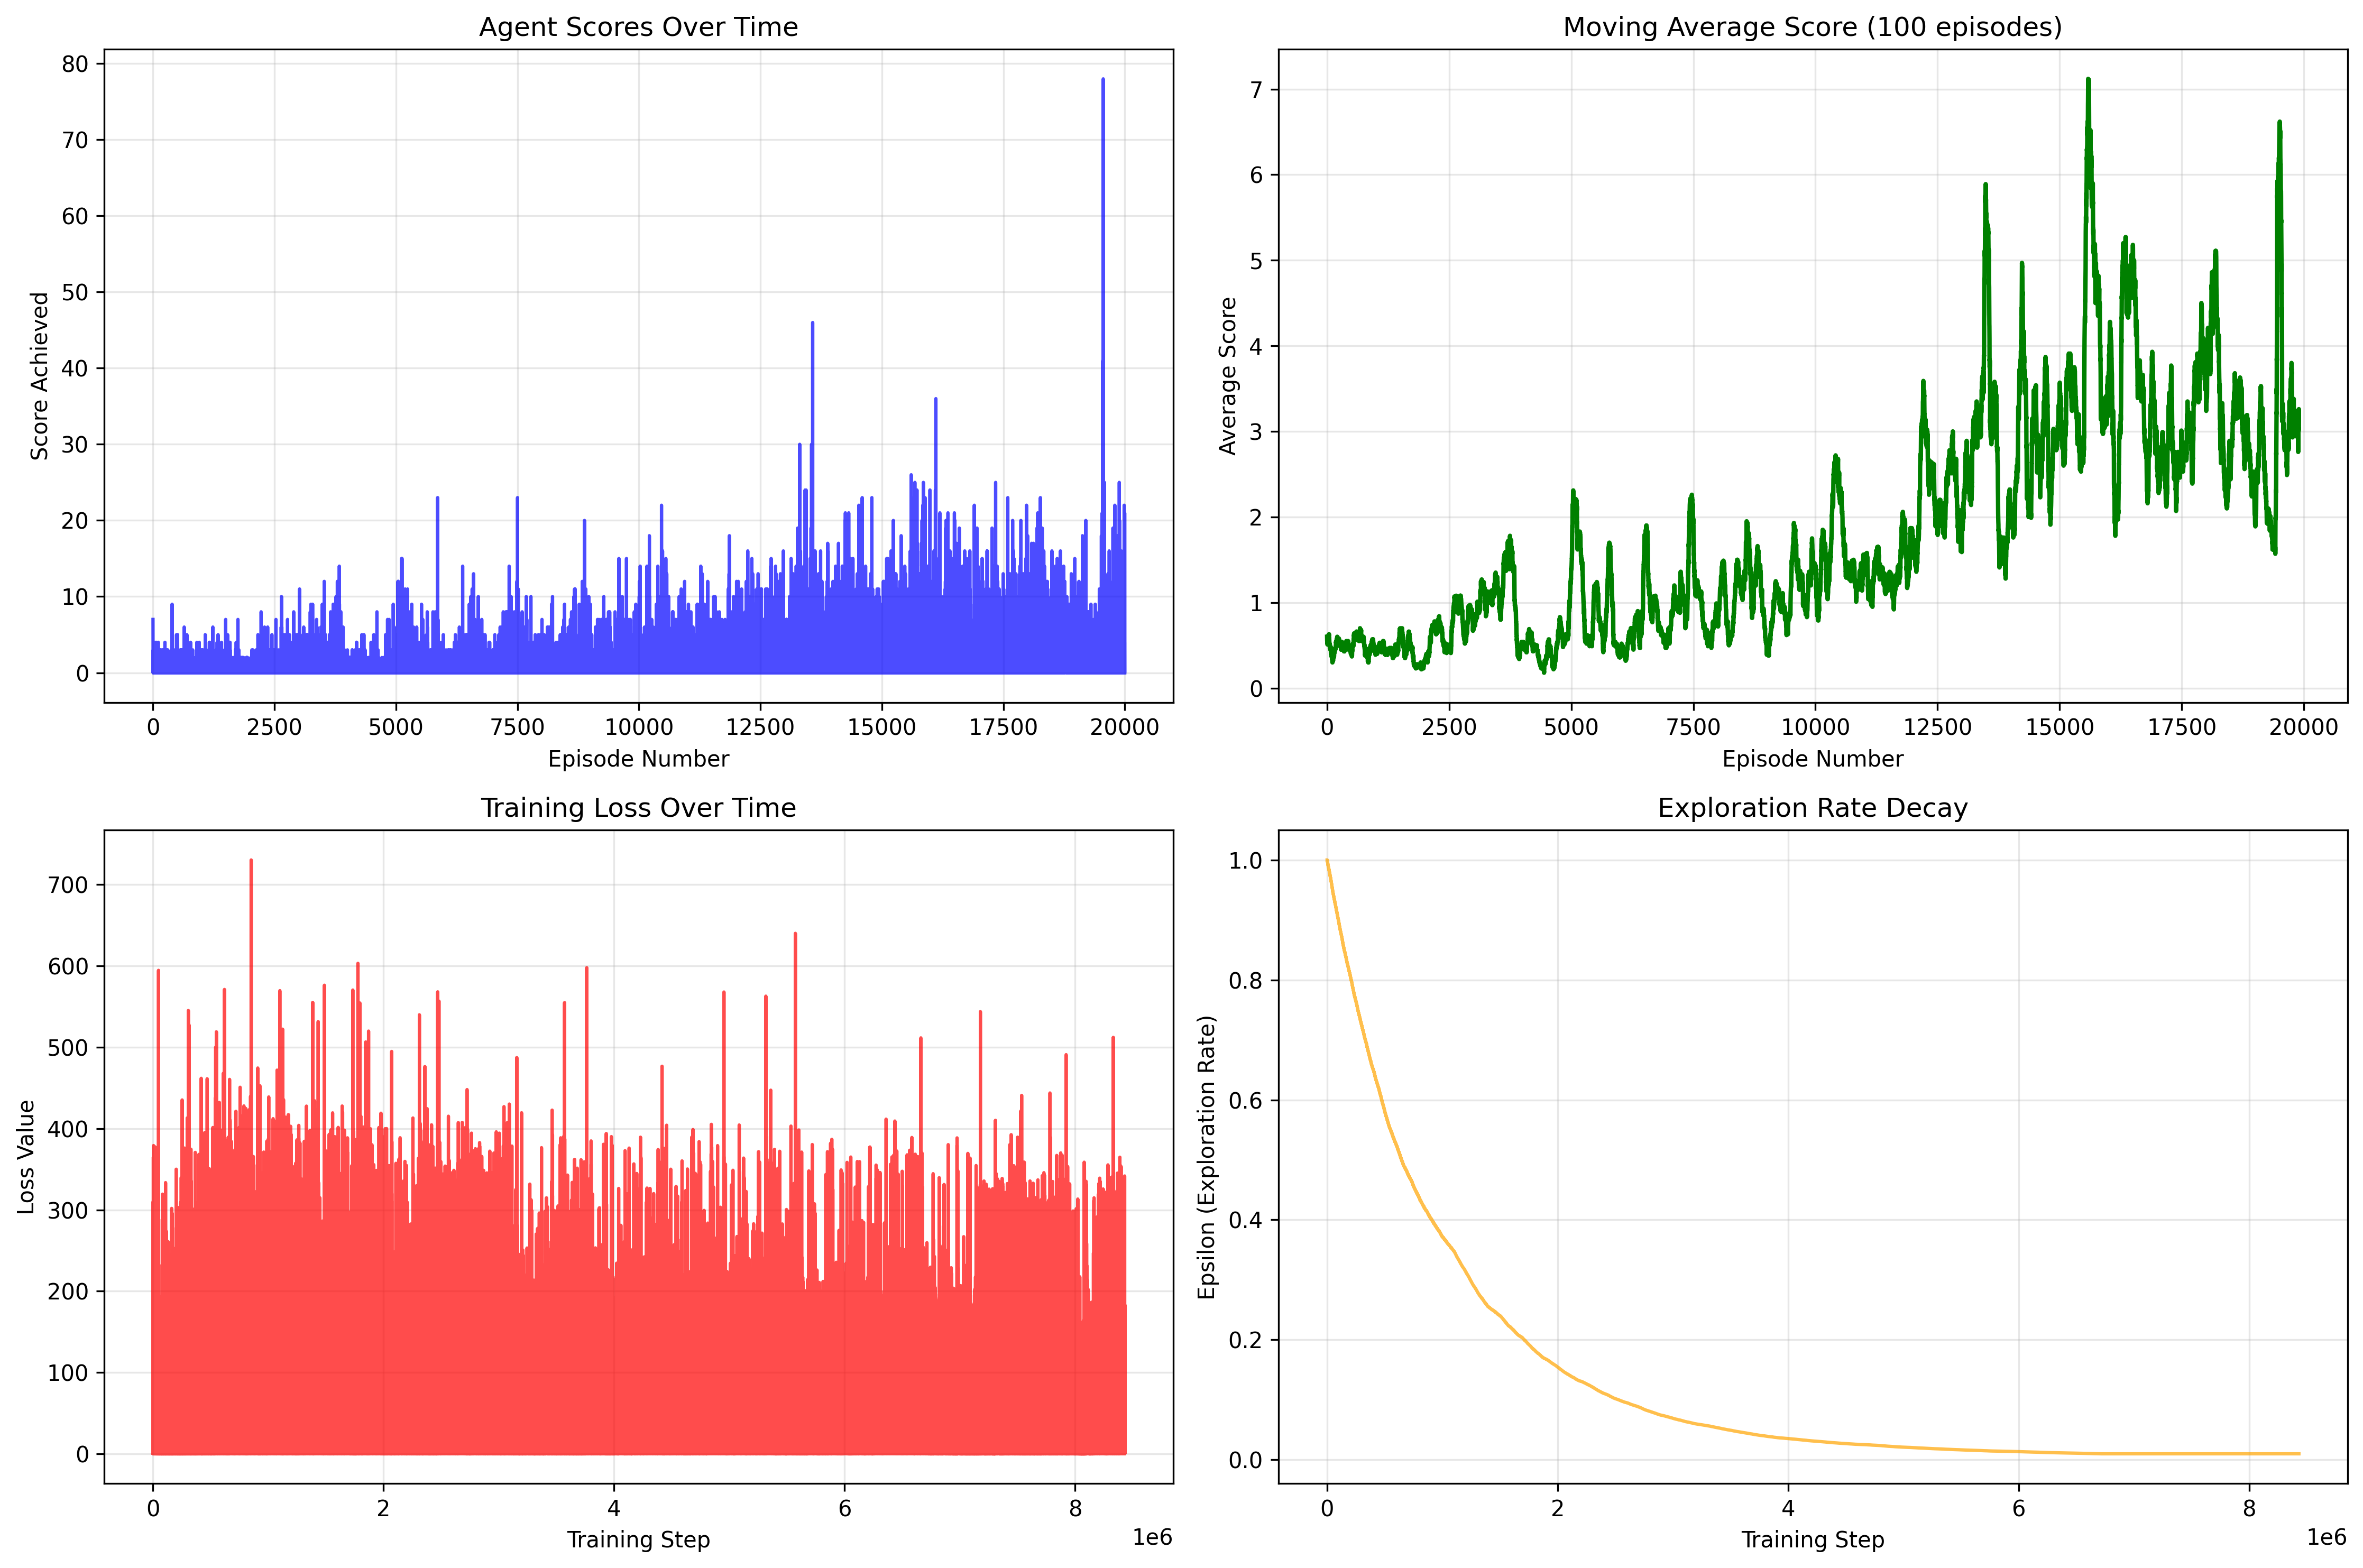 Agent Scores Over Time
80
70
60
50
40
30
20
10
0
Score Achieved
0 2500 5000 7500 10000 12500 15000 17500 20000
Episode Number
Moving Average Score (100 episodes)
7
6
5
4
3
2
1
0
Average Score
0 2500 5000 7500 10000 12500 15000 17500 20000
Episode Number
Training Loss Over Time
700
600
500
400
300
200
100
0
Loss Value
0 2 4 6 8
1e6
Training Step
Exploration Rate Decay
1.0
0.8
0.6
0.4
0.2
0.0
Epsilon (Exploration Rate)
0 2 4 6 8
1e6
Training Step